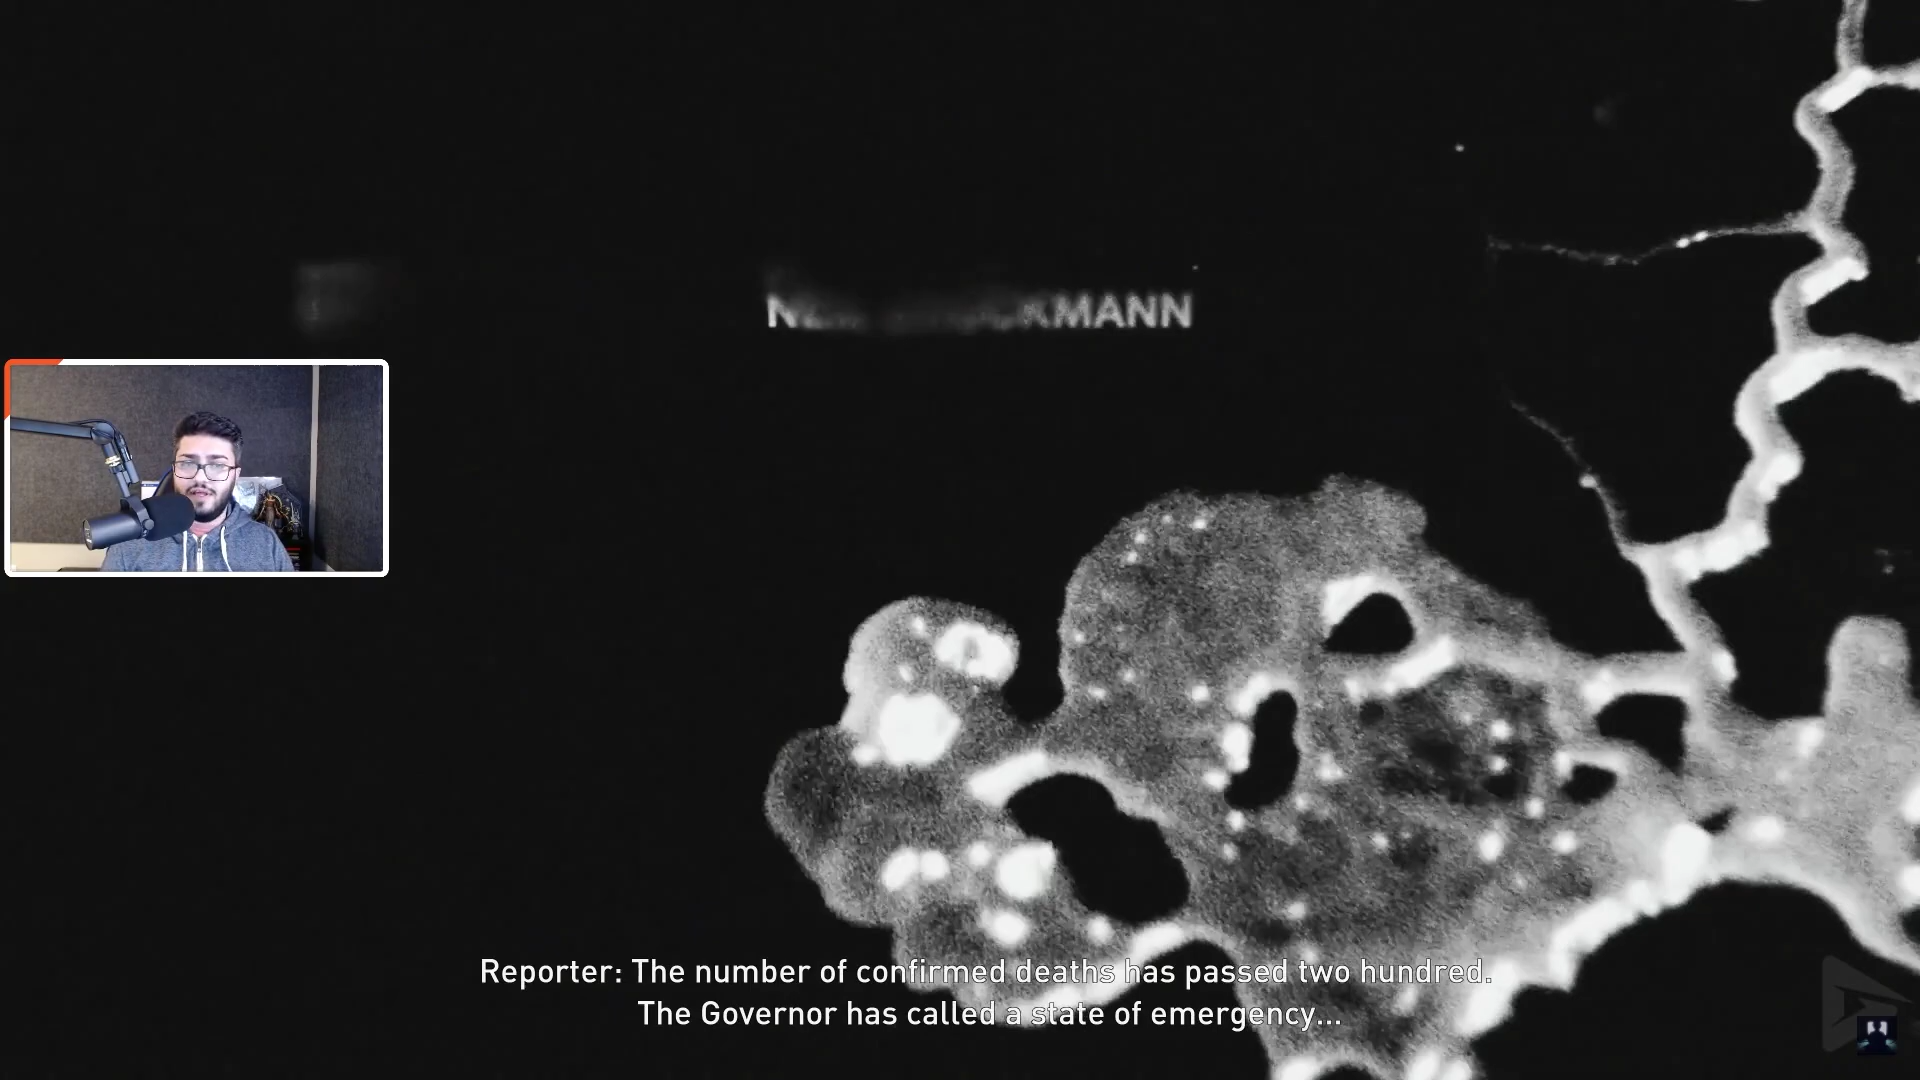 Reporter: The number of confirmed deaths has passed two hundred.
The Governor has called a state of emergency...